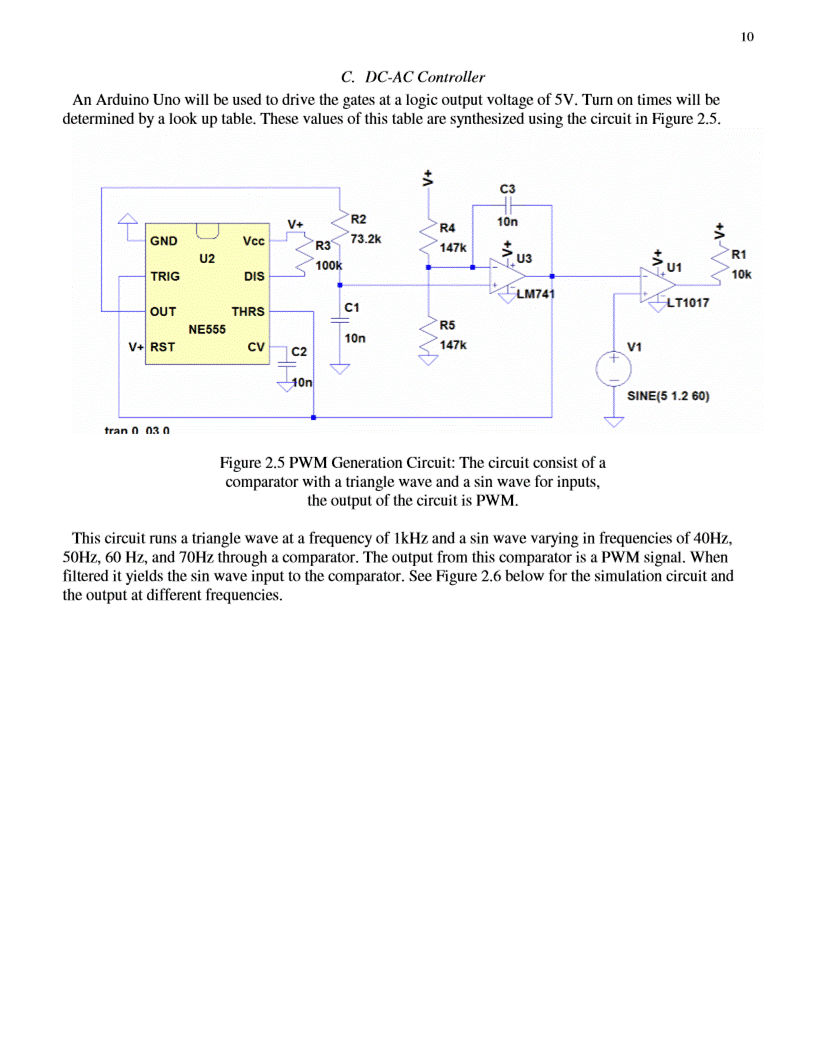 10
C. DC-AC Controller
An Arduino Uno will be used to drive the gates at a logic output voltage of 5V. Turn on times will be
determined by a look up table. These values of this table are synthesized using the circuit in Figure 2.5.
V+
C3
10n
R2
73.2k
V+
R3
100k
R4
147k
V+
U3
LM741
V+
U1
LT1017
V+
R1
10k
GND
Vcc
U2
TRIG
DIS
OUT
THRS
NE555
V+
RST
CV
C1
10n
C2
10n
R5
147k
V1
SINE(5 1.2 60)
tran 0 .03 0
Figure 2.5 PWM Generation Circuit: The circuit consist of a
comparator with a triangle wave and a sin wave for inputs,
the output of the circuit is PWM.
This circuit runs a triangle wave at a frequency of 1kHz and a sin wave varying in frequencies of 40Hz,
50Hz, 60 Hz, and 70Hz through a comparator. The output from this comparator is a PWM signal. When
filtered it yields the sin wave input to the comparator. See Figure 2.6 below for the simulation circuit and
the output at different frequencies.